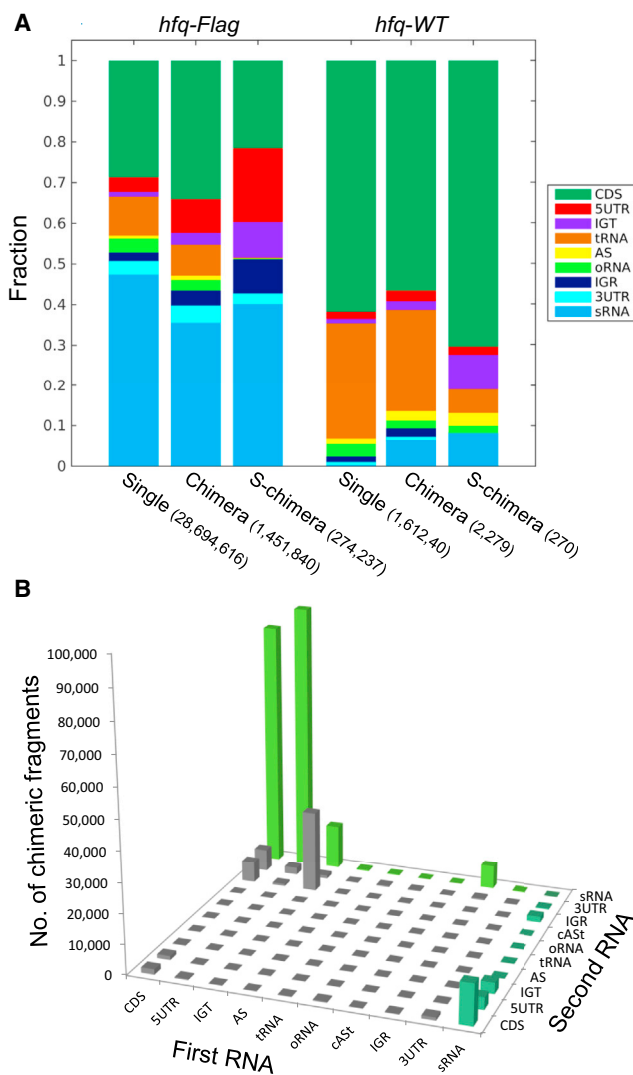 A
hfq-Flag
hfq-WT
Fraction
1
0.9
0.8
0.7
0.6
0.5
0.4
0.3
0.2
0.1
0
Single (28,694,616)
Chimera (1,451,840)
S-chimera (274,237)
Single (1,612,40)
Chimera (2,279)
S-chimera (270)
CDS
5UTR
IGT
tRNA
AS
oRNA
IGR
3UTR
sRNA
B
No. of chimeric fragments
100,000
90,000
80,000
70,000
60,000
50,000
40,000
30,000
20,000
10,000
0
CDS
5UTR
IGT
AS
tRNA
oRNA
cASt
IGR
3UTR
sRNA
First RNA
sRNA
3UTR
IGR
cASt
oRNA
tRNA
AS
IGT
5UTR
CDS
Second RNA